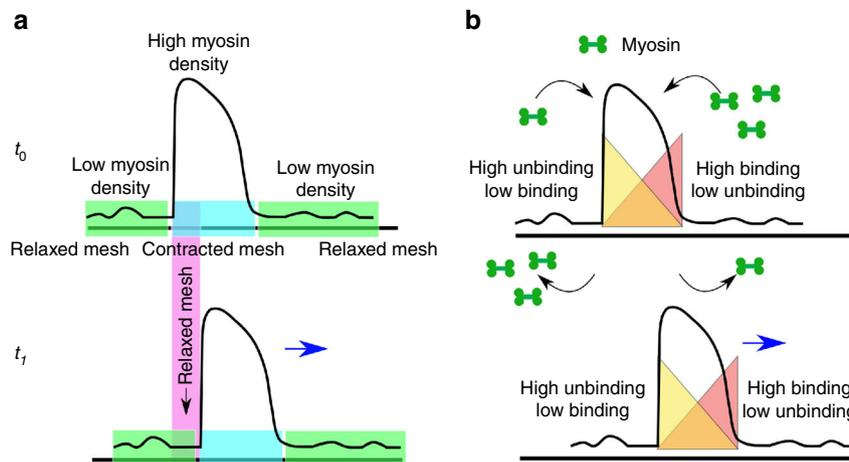 a
High myosin
density
t0
Low myosin
density
Low myosin
density
Relaxed mesh
Contracted mesh
Relaxed mesh
Relaxed mesh
t1
b
Myosin
High unbinding
low binding
High binding
low unbinding
High unbinding
low binding
High binding
low unbinding